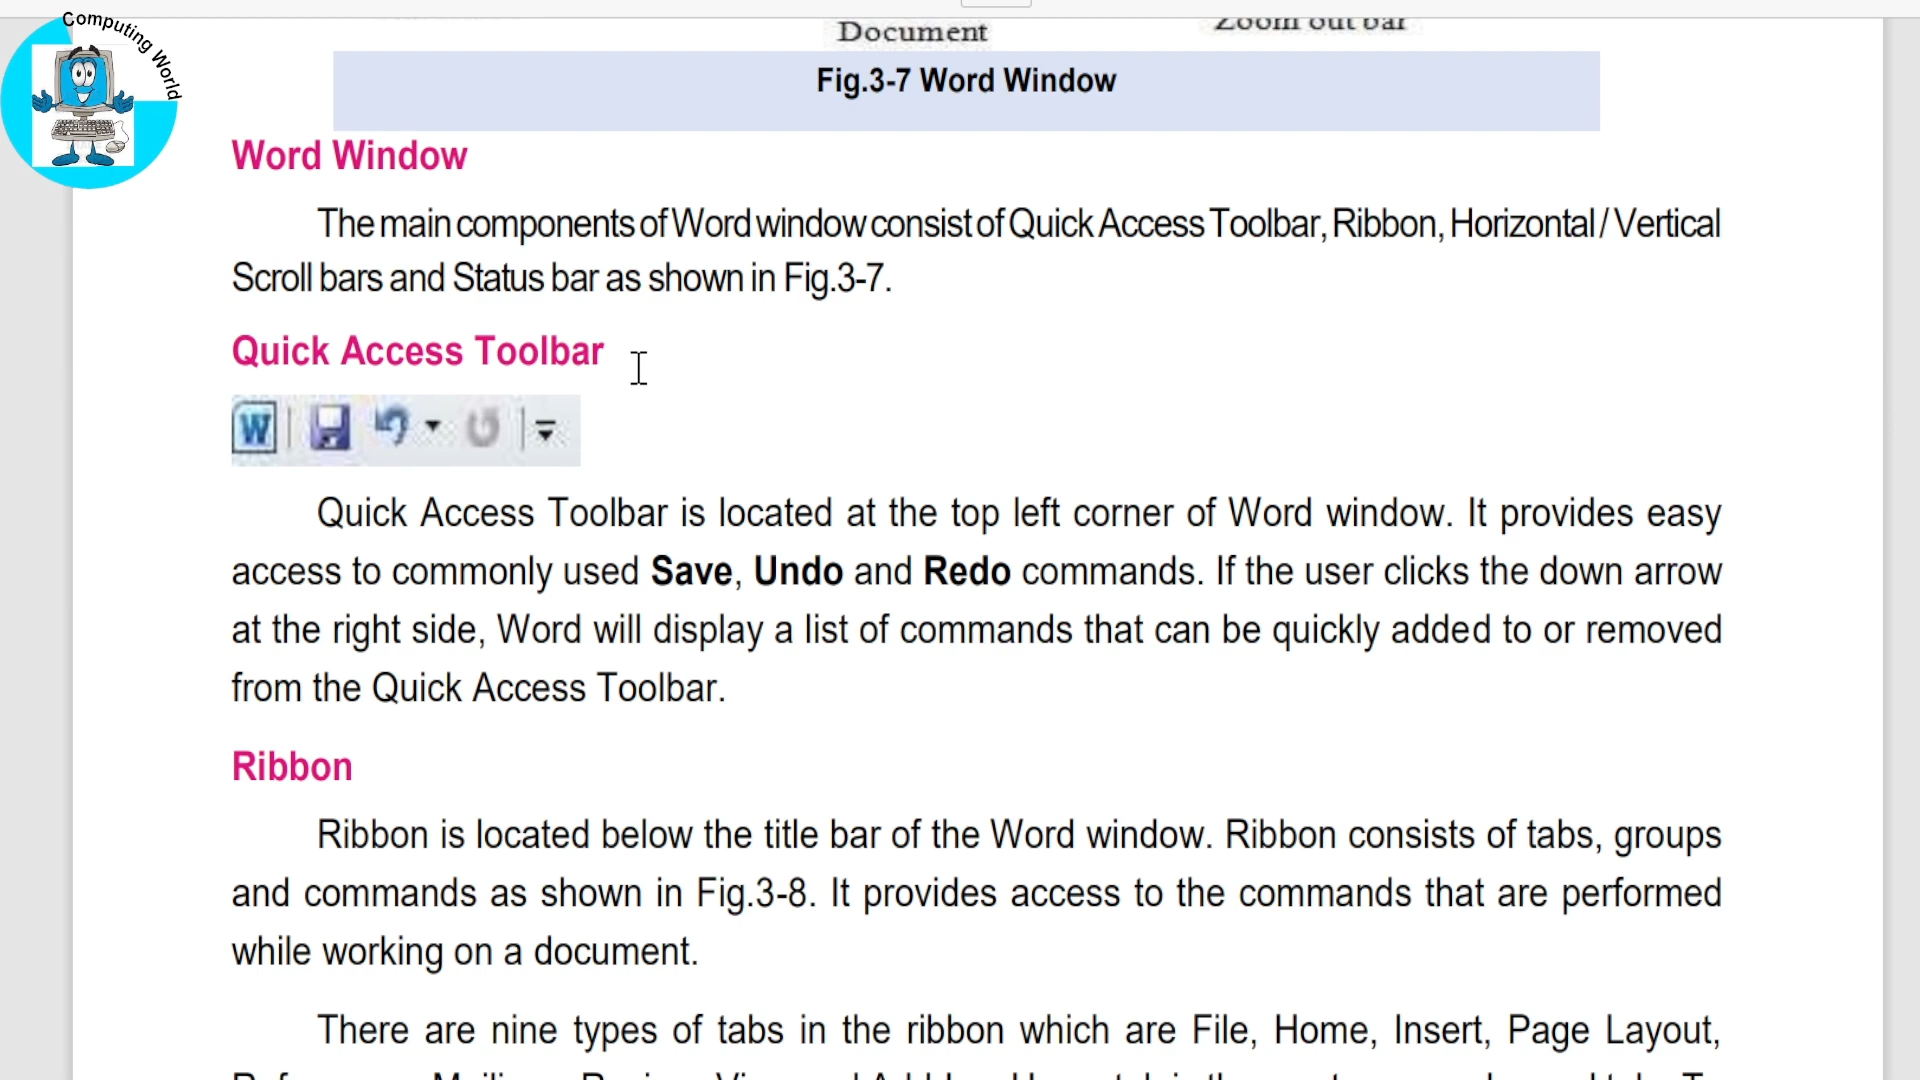 Computing World
Document
Zoom out bar
Fig.3-7 Word Window
Word Window
The main components of Word window consist of Quick Access Toolbar, Ribbon, Horizontal / Vertical
Scroll bars and Status bar as shown in Fig.3-7.
Quick Access Toolbar
W
Quick Access Toolbar is located at the top left corner of Word window. It provides easy
access to commonly used Save, Undo and Redo commands. If the user clicks the down arrow
at the right side, Word will display a list of commands that can be quickly added to or removed
from the Quick Access Toolbar.
Ribbon
Ribbon is located below the title bar of the Word window. Ribbon consists of tabs, groups
and commands as shown in Fig.3-8. It provides access to the commands that are performed
while working on a document.
There are nine types of tabs in the ribbon which are File, Home, Insert, Page Layout,